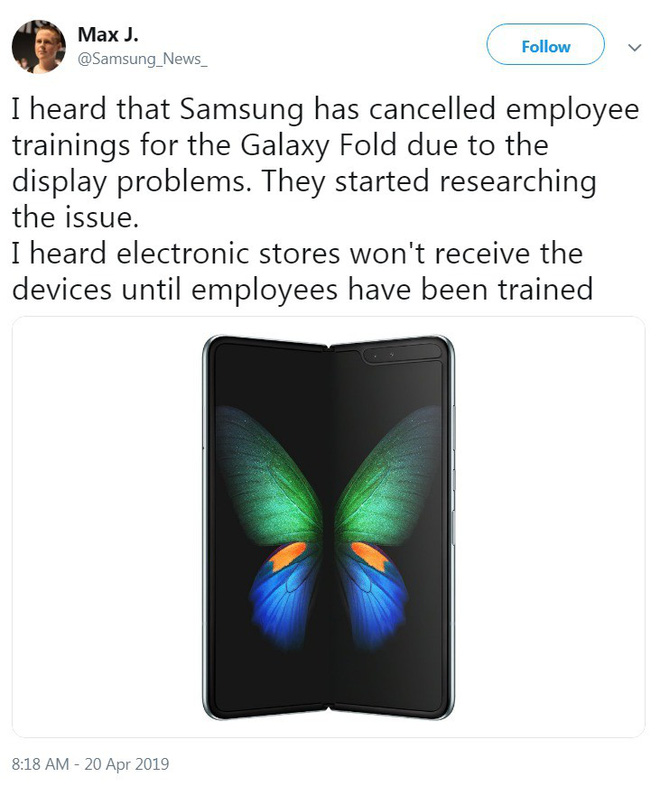 Max J.
@Samsung_News_
Follow
I heard that Samsung has cancelled employee
trainings for the Galaxy Fold due to the
display problems. They started researching
the issue.
I heard electronic stores won't receive the
devices until employees have been trained
8:18 AM - 20 Apr 2019